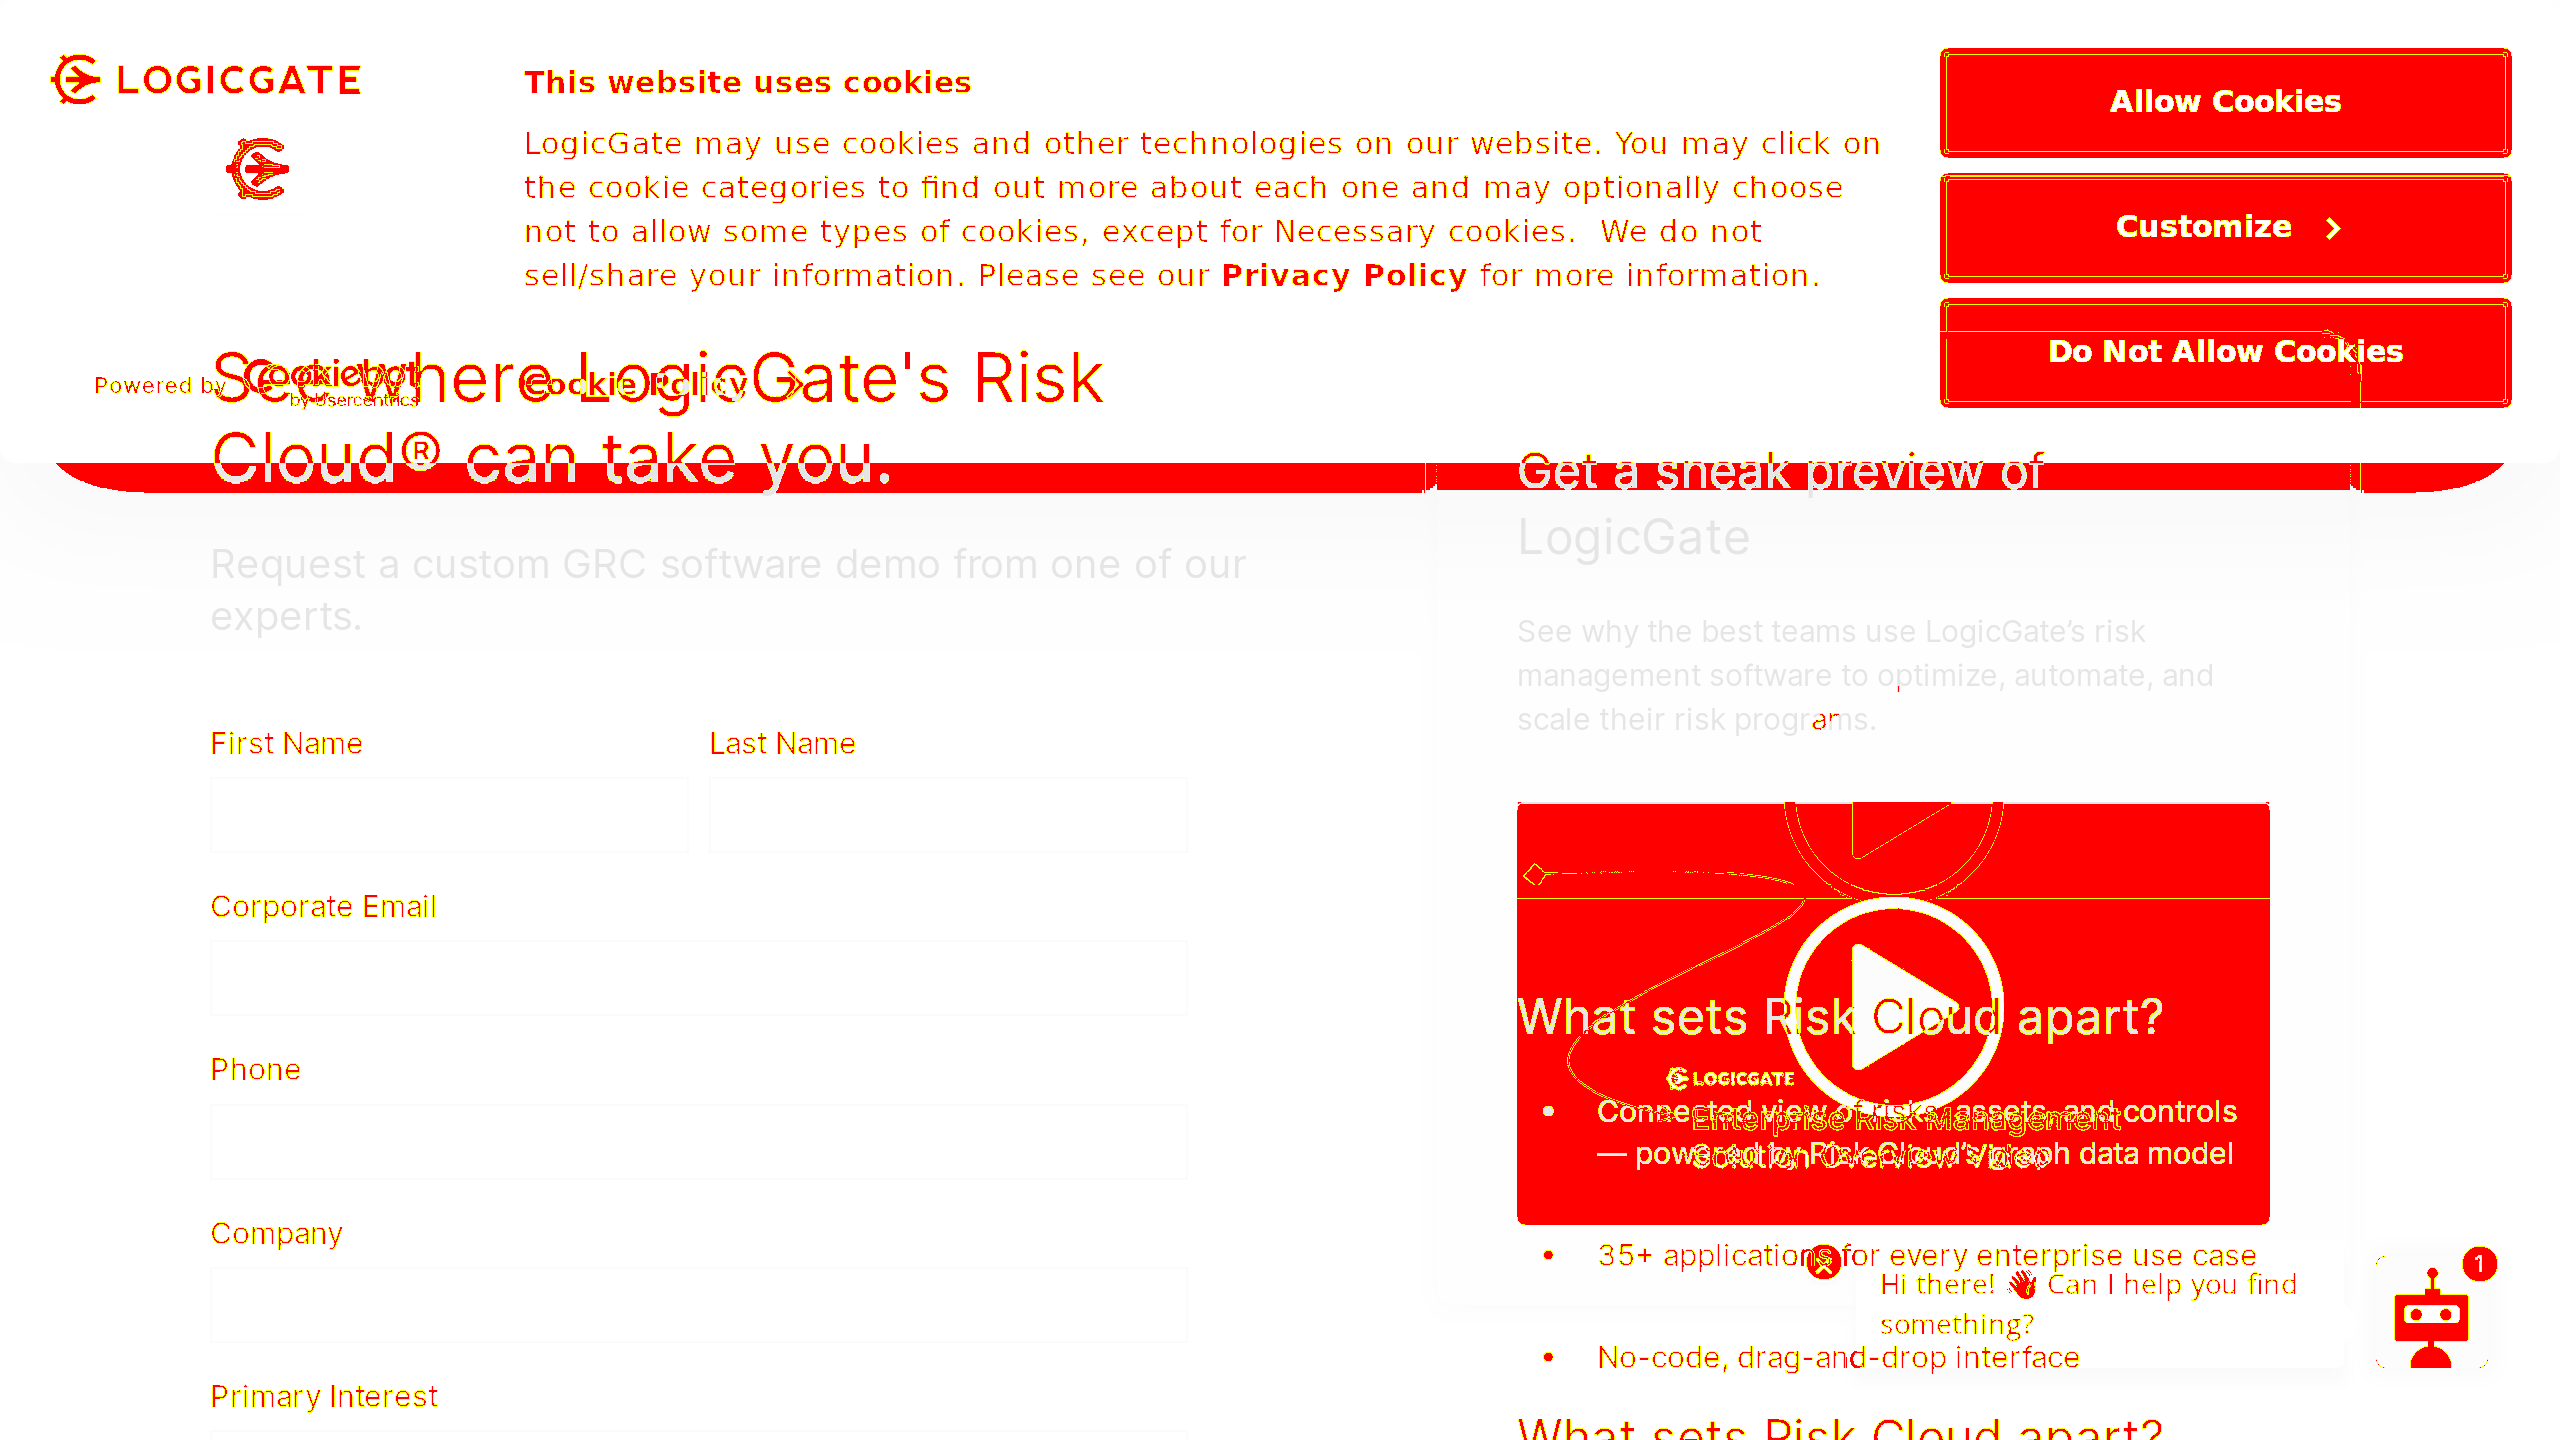 LOGICGATE
This website uses cookies
LogicGate may use cookies and other technologies on our website. You may click on
the cookie categories to find out more about each one and may optionally choose
not to allow some types of cookies, except for Necessary cookies. We do not
sell/share your information. Please see our Privacy Policy for more information.
Allow Cookies
Customize
Do Not Allow Cookies
Powered by Cookiebot
by Usercentrics
Cookie Policy
See where LogicGate's Risk
Cloud® can take you.
Request a custom GRC software demo from one of our
experts.
First Name
Last Name
Corporate Email
Phone
Company
Primary Interest
Get a sneak preview of
LogicGate
See why the best teams use LogicGate’s risk
management software to optimize, automate, and
scale their risk programs.
What sets Risk Cloud apart?
LOGICGATE
Enterprise Risk Management
Solution Overview Video
• Connected view of risks, assets, and controls
— powered by Risk Cloud’s graph data model
• 35+ applications for every enterprise use case
• No-code, drag-and-drop interface
What sets Risk Cloud apart?
Hi there! 👋 Can I help you find
something?
1